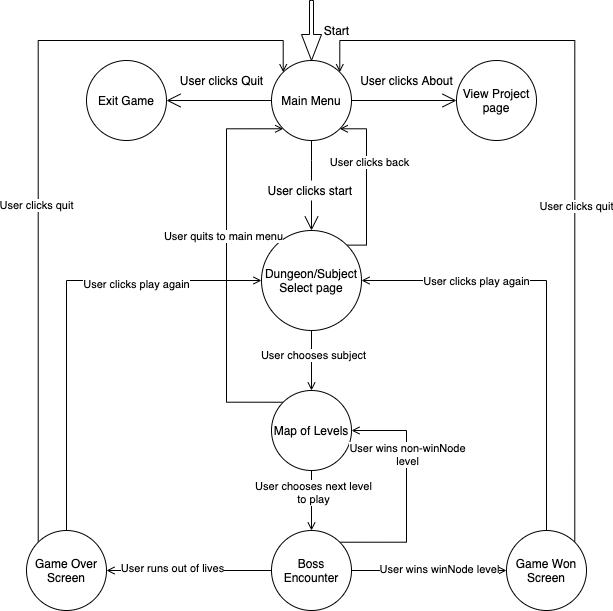 Start
User clicks Quit
User clicks About
Exit Game
Main Menu
View Project
page
User clicks back
User clicks start
User clicks quit
User clicks quit
User quits to main menu
Dungeon/Subject
Select page
User clicks play again
User clicks play again
User chooses subject
Map of Levels
User wins non-winNode
level
User chooses next level
to play
Game Over
Screen
User runs out of lives
Boss
Encounter
User wins winNode level
Game Won
Screen